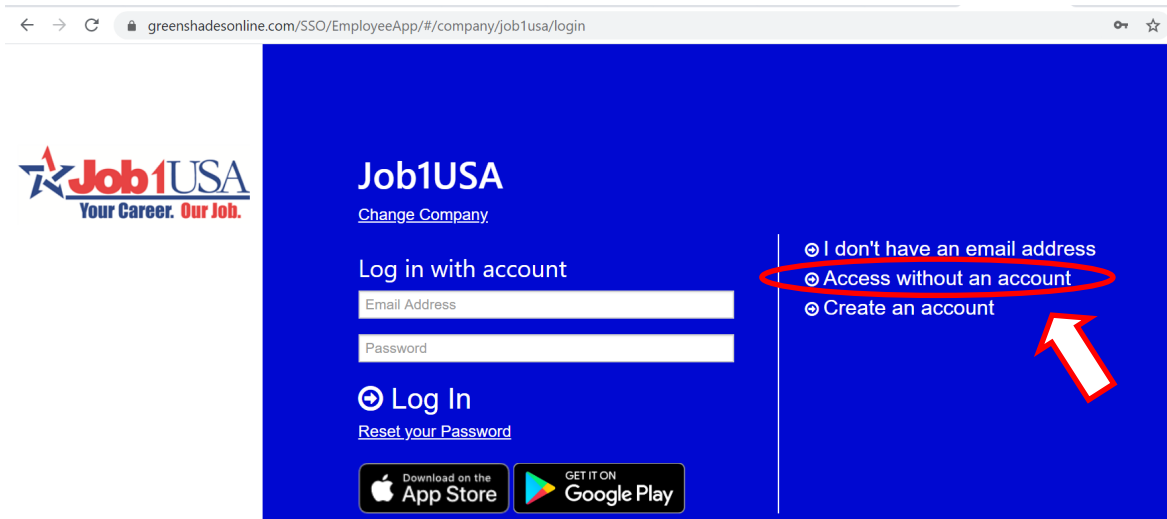 greenshadesonline.com/SSO/EmployeeApp/#/company/job1usa/login
Job1USA
Your Career. Our Job.
Job1USA
Change Company
Log in with account
Email Address
Password
Log In
Reset your Password
Download on the
App Store
GET IT ON
Google Play
I don't have an email address
Access without an account
Create an account